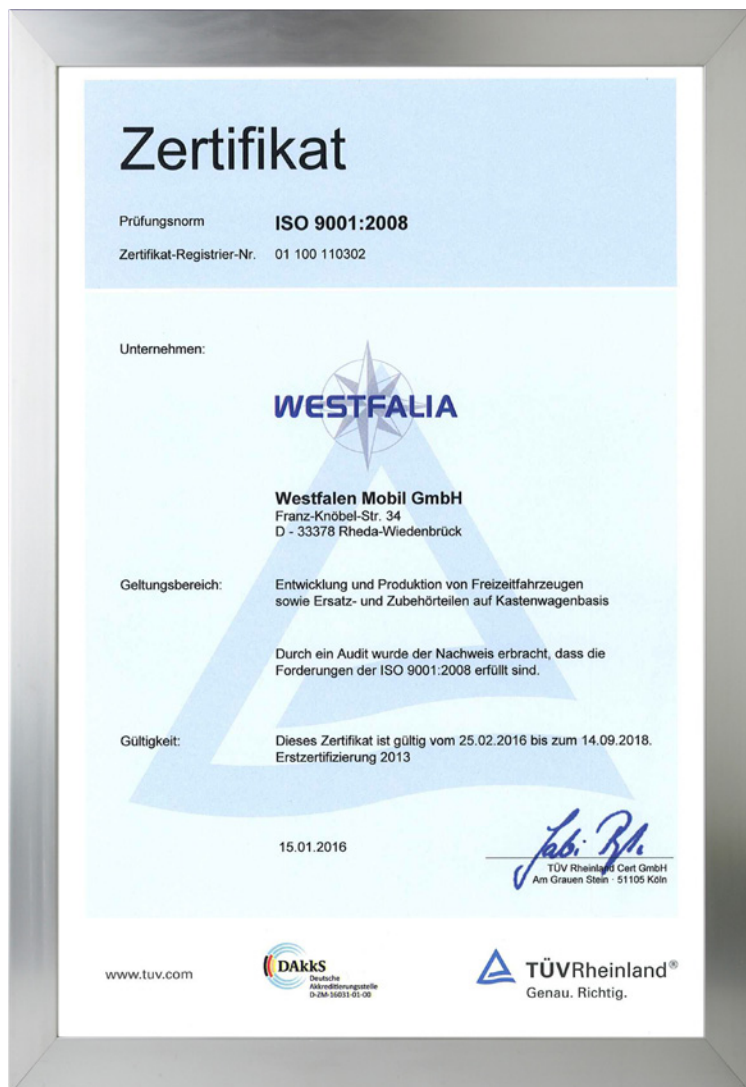 Zertifikat
Prüfungsnorm ISO 9001:2008
Zertifikat-Registrier-Nr. 01 100 110302
Unternehmen:
WESTFALIA
Westfalen Mobil GmbH
Franz-Knöbel-Str. 34
D - 33378 Rheda-Wiedenbrück
Geltungsbereich: Entwicklung und Produktion von Freizeitfahrzeugen
sowie Ersatz- und Zubehörteilen auf Kastenwagenbasis
Durch ein Audit wurde der Nachweis erbracht, dass die
Forderungen der ISO 9001:2008 erfüllt sind.
Gültigkeit: Dieses Zertifikat ist gültig vom 25.02.2016 bis zum 14.09.2018.
Erstzertifizierung 2013
15.01.2016
TÜV Rheinland Cert GmbH
Am Grauen Stein · 51105 Köln
www.tuv.com
DAkkS
Deutsche
Akkreditierungsstelle
D-ZM-16031-01-00
TÜVRheinland®
Genau. Richtig.